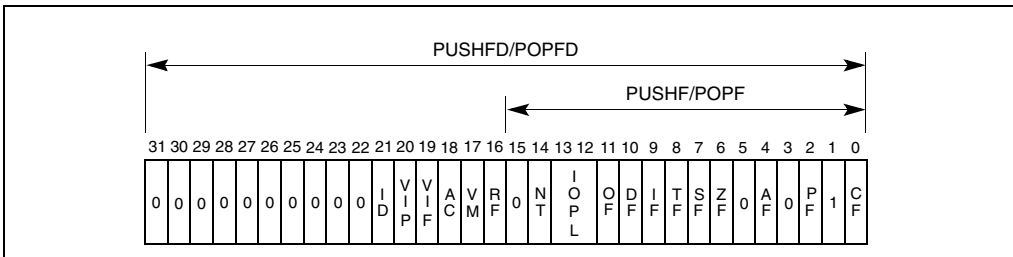 PUSHFD/POPFD
PUSHF/POPF
31 30 29 28 27 26 25 24 23 22 21 20 19 18 17 16 15 14 13 12 11 10 9 8 7 6 5 4 3 2 1 0
0 0 0 0 0 0 0 0 0 0 ID VIP VIF AC VM RF 0 NT IOPL OF DF IF TF SF ZF 0 AF 0 PF 1 CF